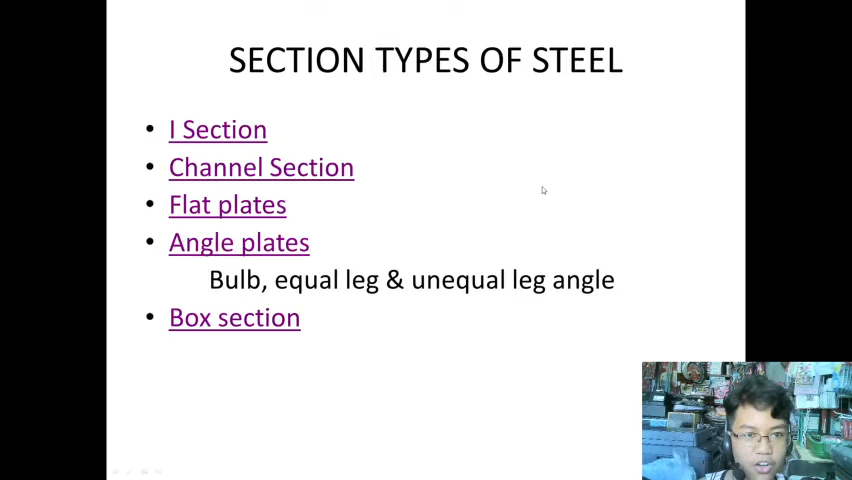 SECTION TYPES OF STEEL
• I Section
• Channel Section
• Flat plates
• Angle plates
Bulb, equal leg & unequal leg angle
• Box section